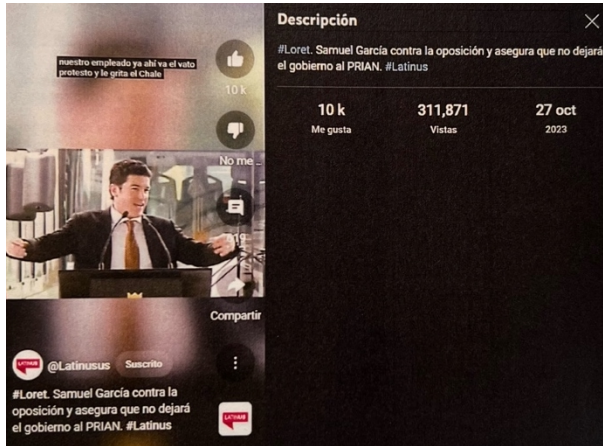 nuestro empleado ya ahí va el vato
protesto y le grita el Chale
10 k
No me ...
619
Compartir
LATINUS
@Latinusus Suscrito
#Loret. Samuel García contra la
oposición y asegura que no dejará
el gobierno al PRIAN. #Latinus
LATINUS
Descripción
#Loret. Samuel García contra la oposición y asegura que no dejará
el gobierno al PRIAN. #Latinus
10 k 311,871 27 oct
Me gusta Vistas 2023